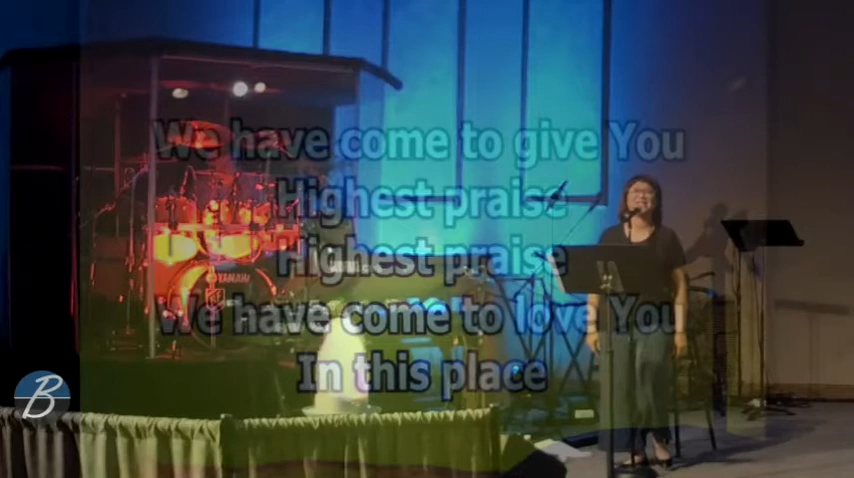 We have come to give You
Highest praise
Highest praise
We have come to love You
In this place
YAMAHA
B